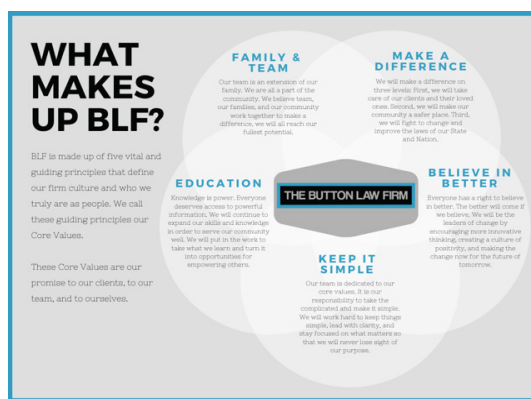 WHAT
MAKES
UP BLF?
BLF is made up of five vital and
guiding principles that define
our firm culture and who we
truly are as people. We call
these guiding principles our
Core Values.
These Core Values are our
promise to our clients, to our
team, and to ourselves.
FAMILY &
TEAM
Our team is an extension of our
family. We are all a part of the
community. We believe team,
our families, and our community
work together to make a
difference, we will all reach our
fullest potential.
MAKE A
DIFFERENCE
We will make a difference on
three levels: First, we will take
care of our clients and their loved
ones. Second, we will make our
community a safer place. Third,
we will fight to change and
improve the laws of our State
and Nation.
EDUCATION
Knowledge is power. Everyone
deserves access to powerful
information. We will continue to
expand our skills and knowledge
in order to serve our community
well. We will put in the work to
take what we learn and turn it
into opportunities for
empowering others.
THE BUTTON LAW FIRM
BELIEVE IN
BETTER
Everyone has a right to believe
in better. The better will come if
we believe. We will be the
leaders of change by
encouraging more innovative
thinking, creating a culture of
positivity, and making the
change now for the future of
tomorrow.
KEEP IT
SIMPLE
Our team is dedicated to our
core values. It is our
responsibility to take the
complicated and make it simple.
We will work hard to keep things
simple, lead with clarity, and
stay focused on what matters so
that we will never lose sight of
our purpose.